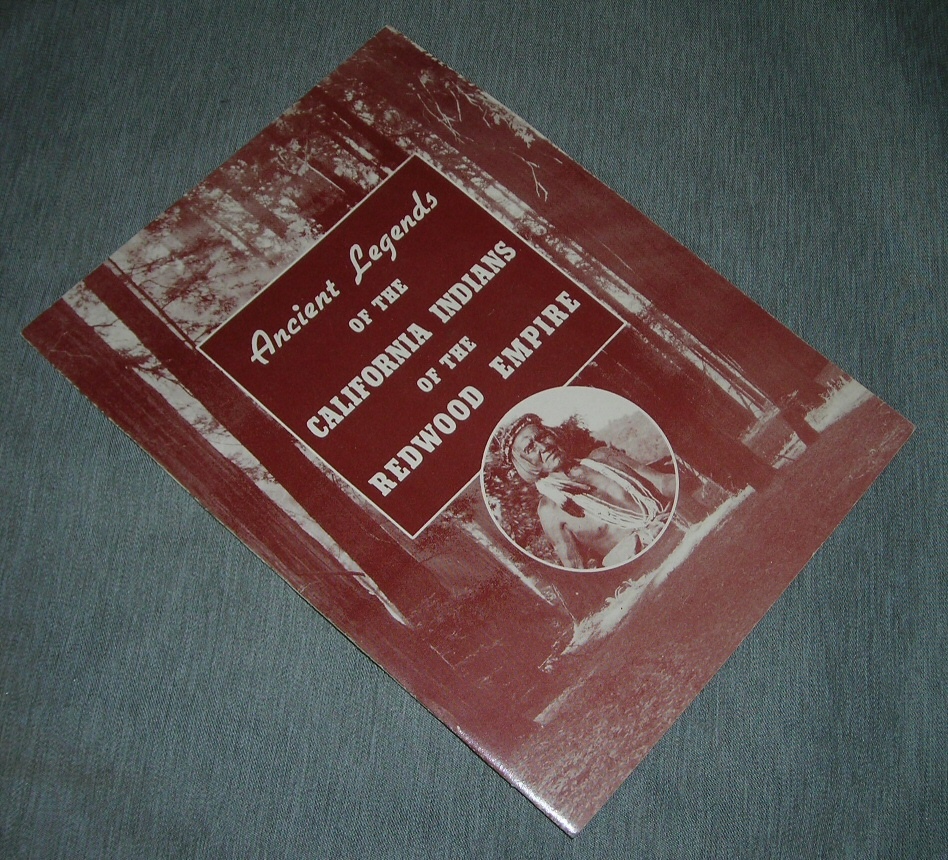 Ancient Legends
OF THE
CALIFORNIA INDIANS
OF THE
REDWOOD EMPIRE